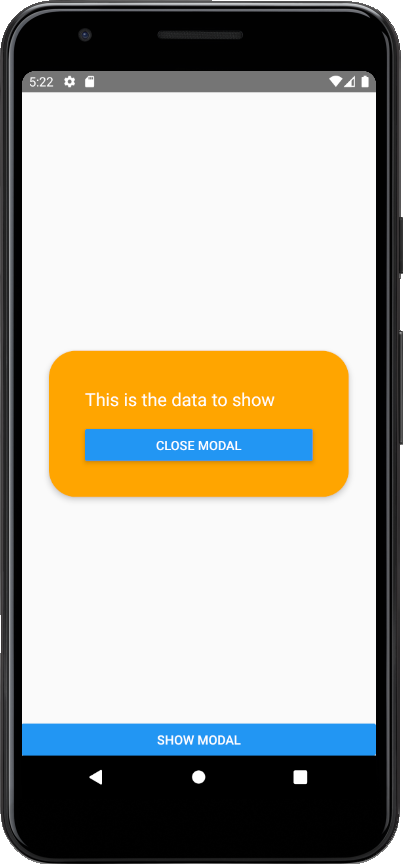 5:22
This is the data to show
CLOSE MODAL
SHOW MODAL